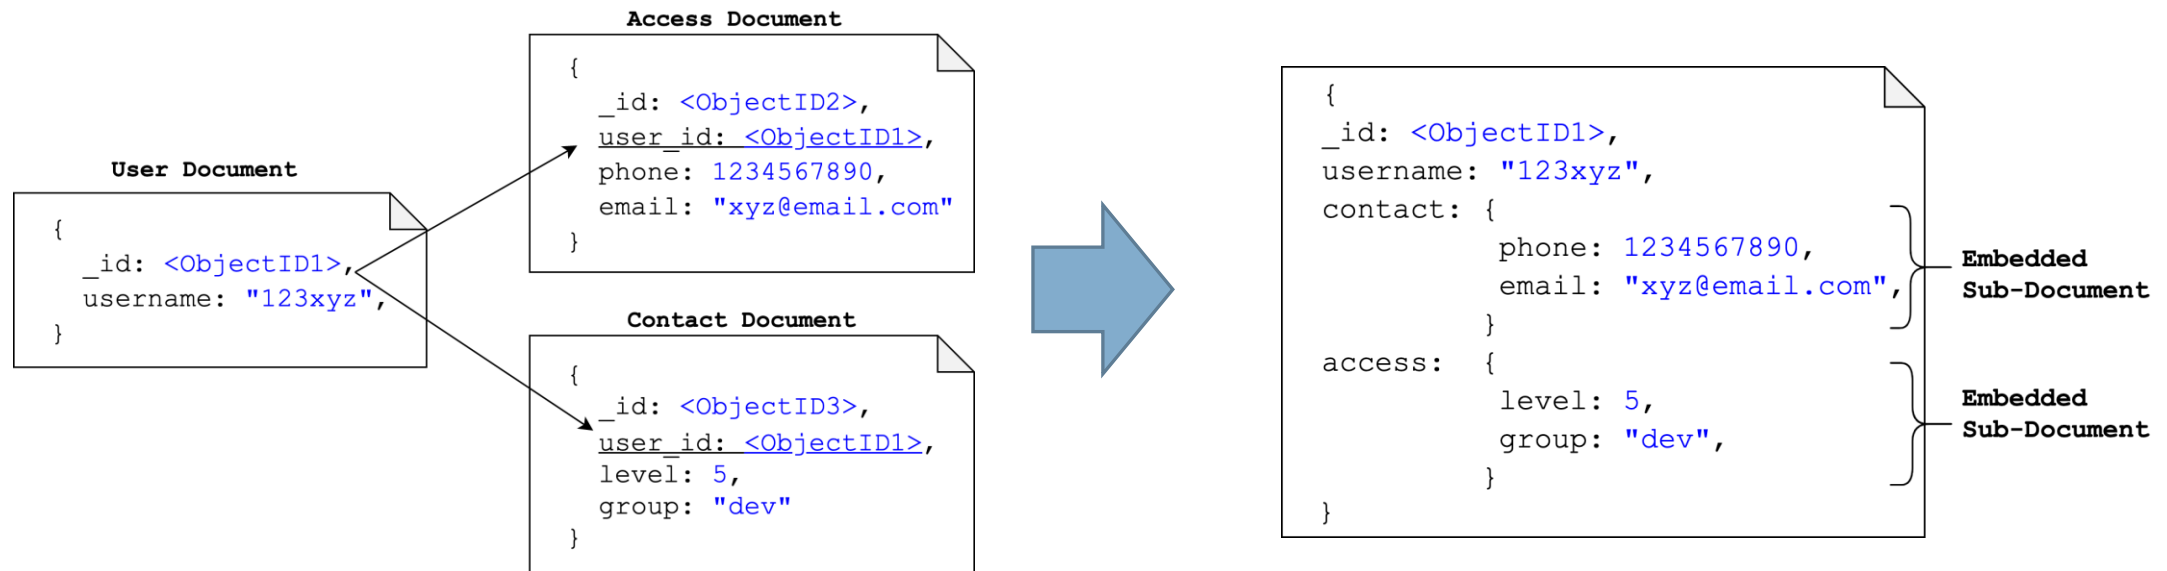 User Document
{
_id: <ObjectID1>,
username: "123xyz",
}
Access Document
{
_id: <ObjectID2>,
user_id: <ObjectID1>,
phone: 1234567890,
email: "xyz@email.com"
}
Contact Document
{
_id: <ObjectID3>,
user_id: <ObjectID1>,
level: 5,
group: "dev"
}
{
_id: <ObjectID1>,
username: "123xyz",
contact: {
phone: 1234567890,
email: "xyz@email.com",
}
access: {
level: 5,
group: "dev",
}
}
Embedded
Sub-Document
Embedded
Sub-Document